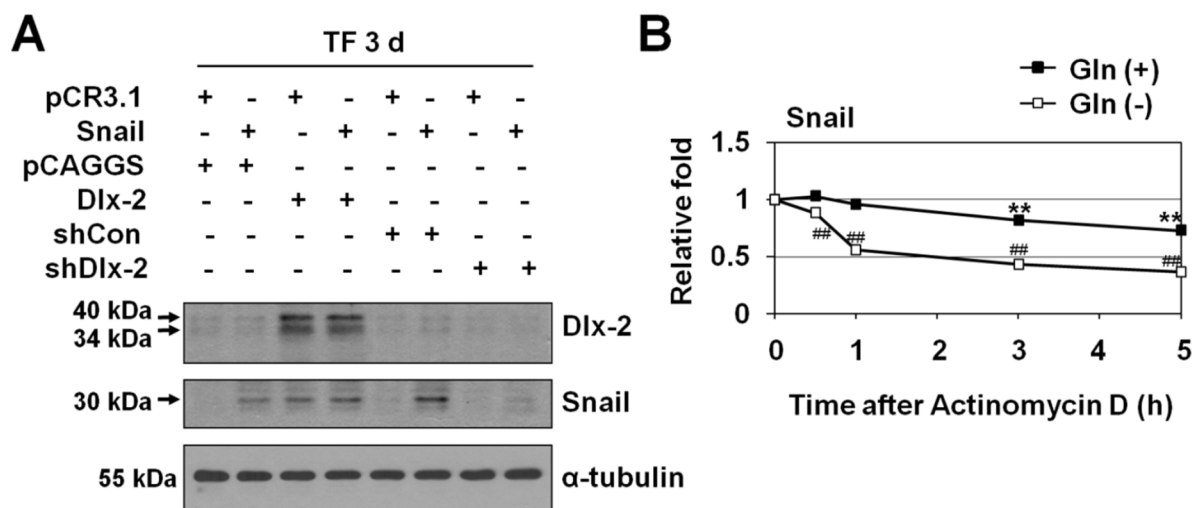 A
TF 3 d
pCR3.1 + - + - + - + -
Snail - + - + - + - +
pCAGGS + + - - - - - -
Dlx-2 - - + + - - - -
shCon - - - - + + - -
shDlx-2 - - - - - - + +
40 kDa
34 kDa
Dlx-2
30 kDa
Snail
55 kDa
α-tubulin
B
Gln (+)
Gln (-)
Snail
Relative fold
1.5
1
0.5
0
** **
## ## ## ##
0 1 2 3 4 5
Time after Actinomycin D (h)